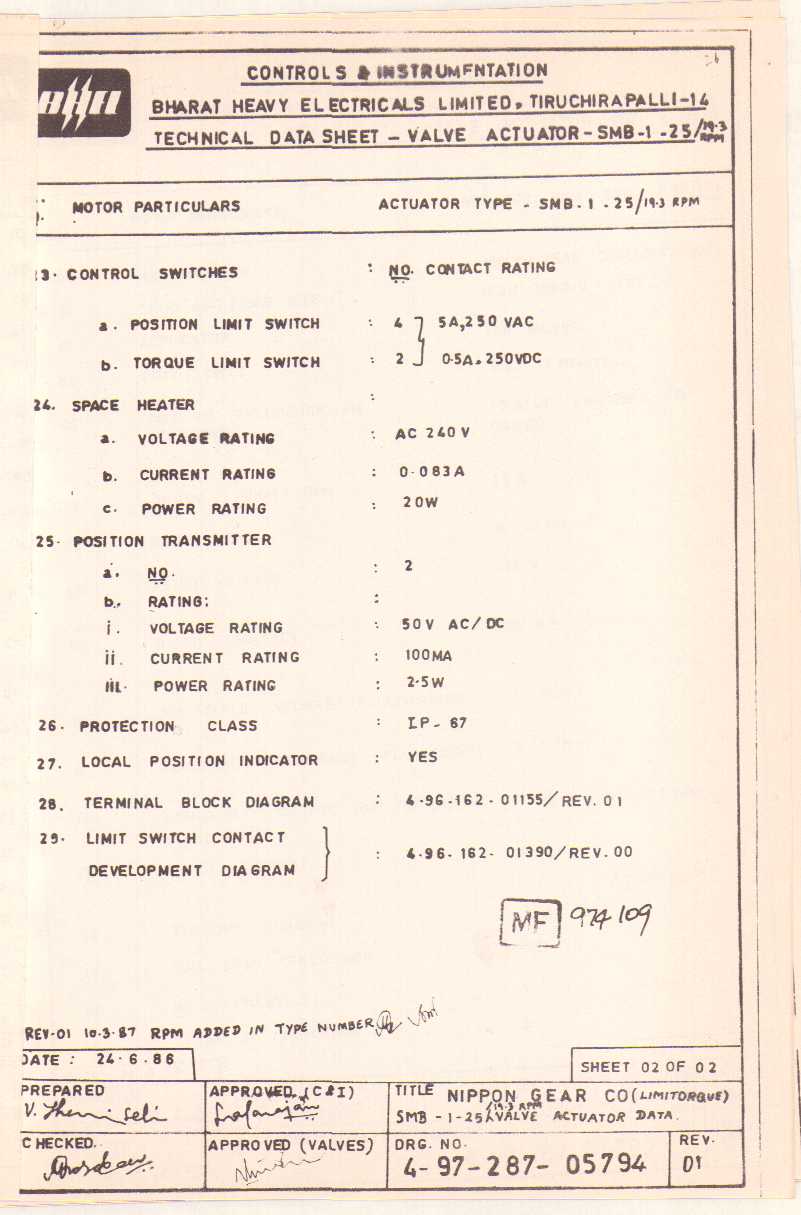 BHEL
CONTROLS & INSTRUMENTATION
BHARAT HEAVY ELECTRICALS LIMITED, TIRUCHIRAPALLI-14
TECHNICAL DATA SHEET - VALVE ACTUATOR - SMB-1 -25/19.3 RPM
MOTOR PARTICULARS ACTUATOR TYPE - SMB-1-25/19.3 RPM
3. CONTROL SWITCHES : NO. CONTACT RATING
a. POSITION LIMIT SWITCH : 4 } 5A,250 VAC
b. TORQUE LIMIT SWITCH : 2 0.5A, 250VDC
24. SPACE HEATER :
a. VOLTAGE RATING : AC 240 V
b. CURRENT RATING : 0.083A
c. POWER RATING : 20W
25. POSITION TRANSMITTER
a. NO. : 2
b. RATING: :
i. VOLTAGE RATING : 50V AC/DC
ii. CURRENT RATING : 100MA
iii. POWER RATING : 2.5W
26. PROTECTION CLASS : IP-67
27. LOCAL POSITION INDICATOR : YES
28. TERMINAL BLOCK DIAGRAM : 4-96-162-01155/REV.01
29. LIMIT SWITCH CONTACT
DEVELOPMENT DIAGRAM } : 4-96-162-01390/REV.00
MF 974109
REV-01 10.3.87 RPM ADDED IN TYPE NUMBER
DATE : 24.6.86 SHEET 02 OF 02
PREPARED APPROVED (C&I) TITLE NIPPON GEAR CO (LIMITORQUE)
SMB-1-25/19.3 RPM VALVE ACTUATOR DATA.
CHECKED. APPROVED (VALVES) DRG. NO. REV.
4-97-287-05794 01